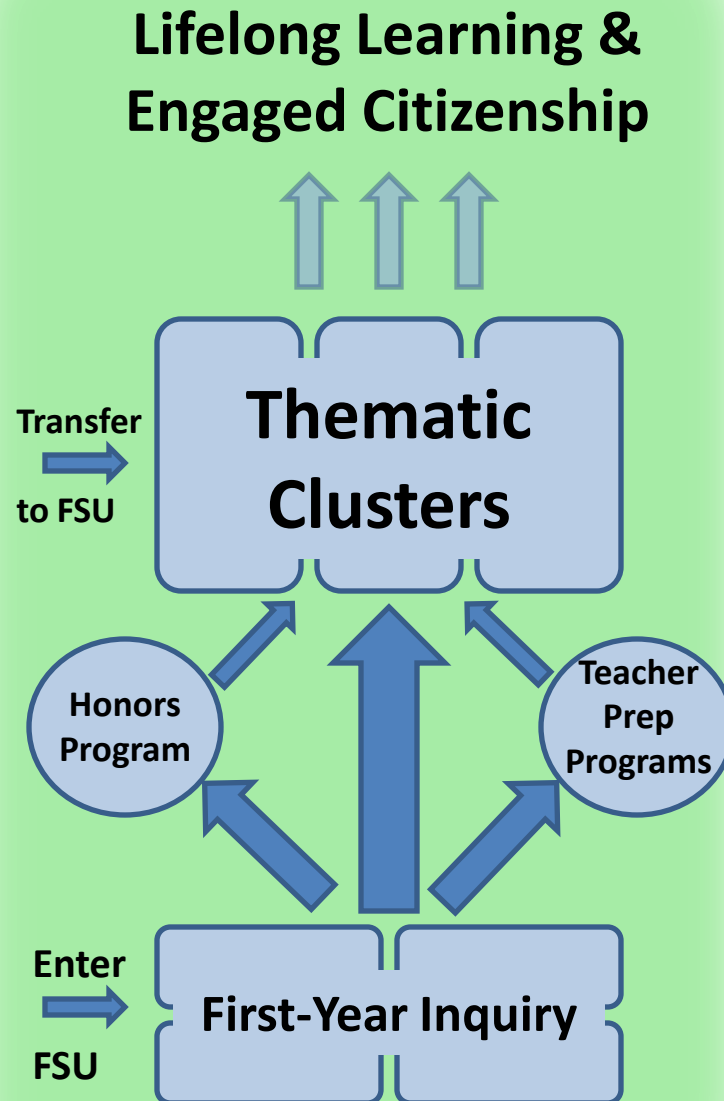 Lifelong Learning &
Engaged Citizenship
Thematic
Clusters
Transfer
to FSU
Honors
Program
Teacher
Prep
Programs
Enter
FSU
First-Year Inquiry